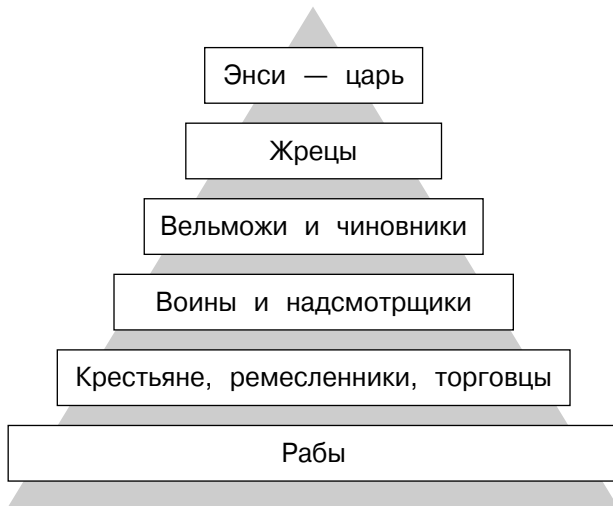 Энси — царь
Жрецы
Вельможи и чиновники
Воины и надсмотрщики
Крестьяне, ремесленники, торговцы
Рабы